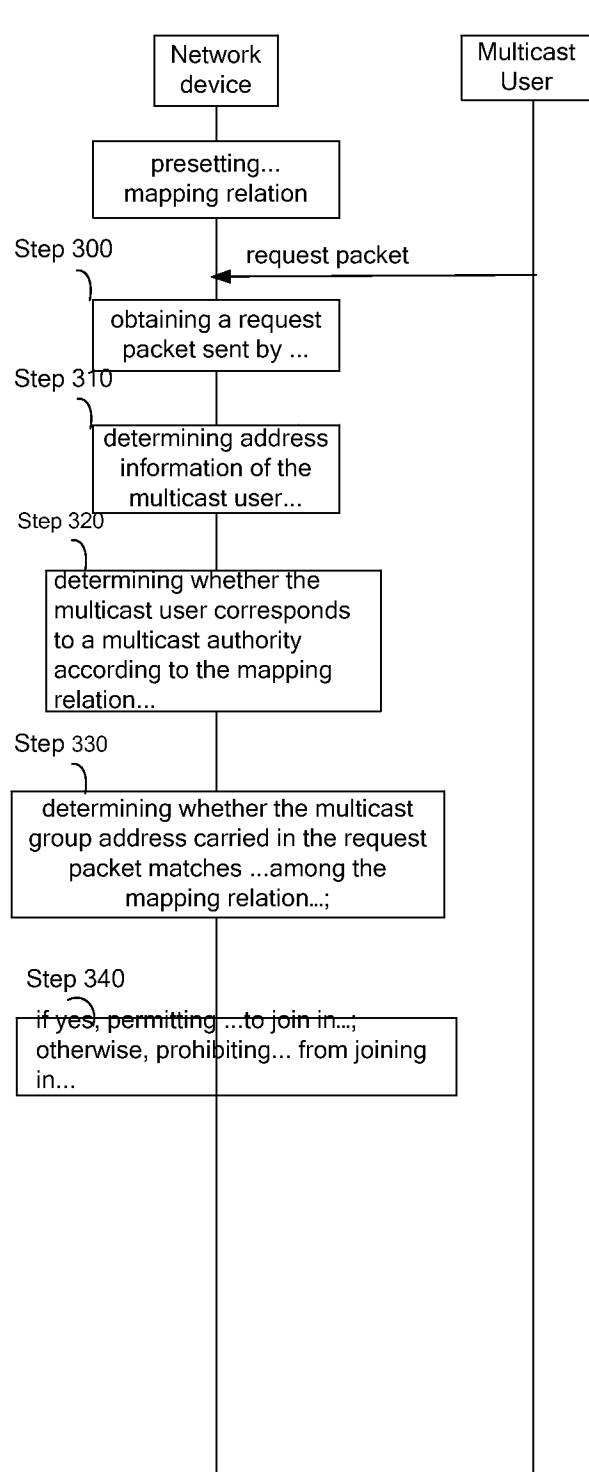 Network
device
Multicast
User
presetting...
mapping relation
Step 300
request packet
obtaining a request
packet sent by ...
Step 310
determining address
information of the
multicast user...
Step 320
determining whether the
multicast user corresponds
to a multicast authority
according to the mapping
relation...
Step 330
determining whether the multicast
group address carried in the request
packet matches ...among the
mapping relation...;
Step 340
if yes, permitting ...to join in...;
otherwise, prohibiting... from joining
in...